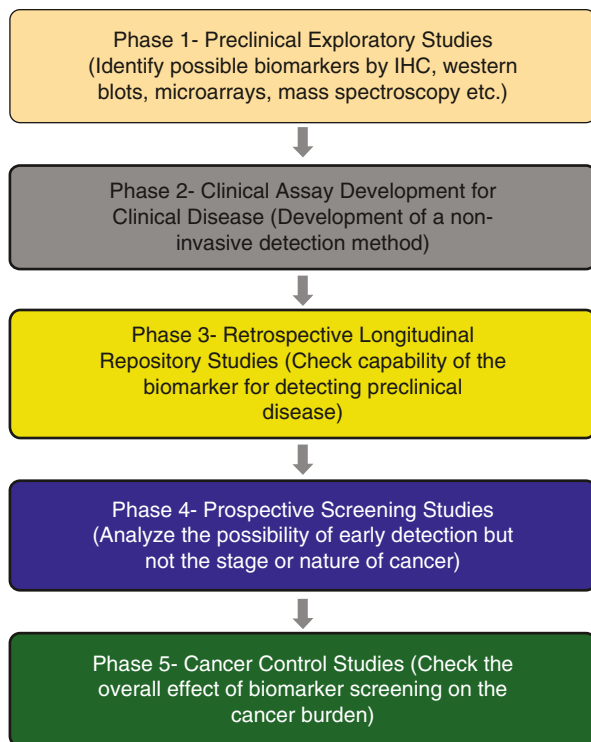 Phase 1- Preclinical Exploratory Studies
(Identify possible biomarkers by IHC, western
blots, microarrays, mass spectroscopy etc.)
Phase 2- Clinical Assay Development for
Clinical Disease (Development of a non-
invasive detection method)
Phase 3- Retrospective Longitudinal
Repository Studies (Check capability of the
biomarker for detecting preclinical
disease)
Phase 4- Prospective Screening Studies
(Analyze the possibility of early detection but
not the stage or nature of cancer)
Phase 5- Cancer Control Studies (Check the
overall effect of biomarker screening on the
cancer burden)